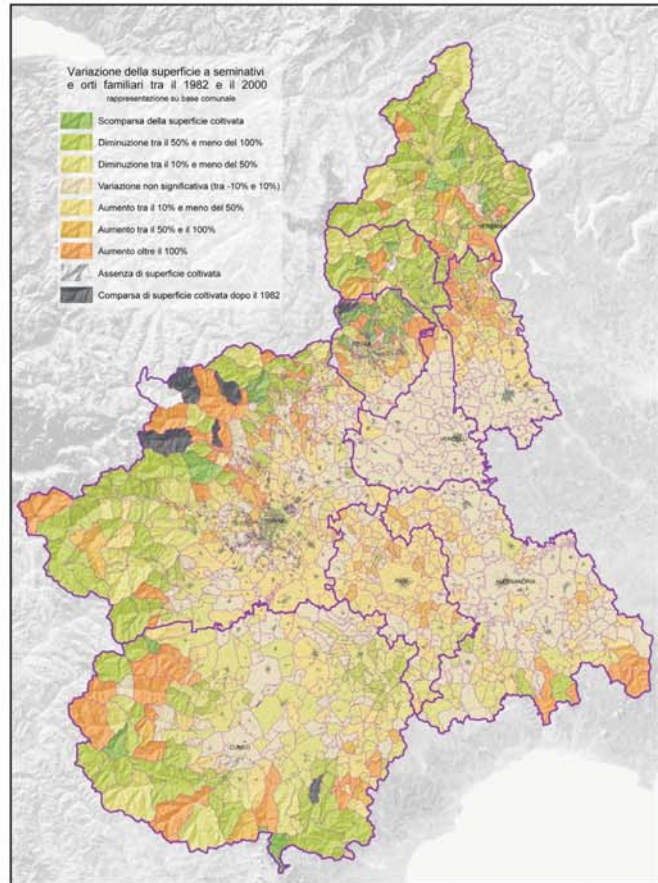 Variazione della superficie a seminativi
e orti familiari tra il 1982 e il 2000
rappresentazione su base comunale
Scomparsa della superficie coltivata
Diminuzione tra il 50% e meno del 100%
Diminuzione tra il 10% e meno del 50%
Variazione non significativa (tra -10% e 10%)
Aumento tra il 10% e meno del 50%
Aumento tra il 50% e il 100%
Aumento oltre il 100%
Assenza di superficie coltivata
Comparsa di superficie coltivata dopo il 1982
VERCELLI
TORINO
ASTI
ALESSANDRIA
CUNEO